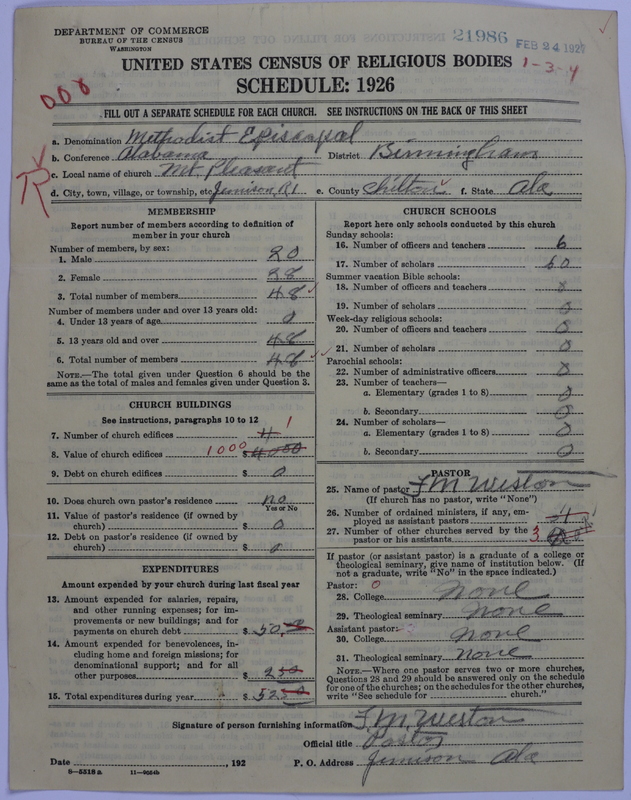 DEPARTMENT OF COMMERCE
BUREAU OF THE CENSUS
WASHINGTON
21986 FEB 24 1927
UNITED STATES CENSUS OF RELIGIOUS BODIES
1-3-4
SCHEDULE: 1926
000
FILL OUT A SEPARATE SCHEDULE FOR EACH CHURCH. SEE INSTRUCTIONS ON THE BACK OF THIS SHEET
a. Denomination Methodist Episcopal
b. Conference Alabama District Birmingham
c. Local name of church Mt. Pleasant
R
d. City, town, village, or township, etc. Jemison, R1 e. County Chilton f. State Ala
MEMBERSHIP
Report number of members according to definition of
member in your church
Number of members, by sex:
1. Male 20
2. Female 28
3. Total number of members 48
Number of members under and over 13 years old:
4. Under 13 years of age 0
5. 13 years old and over 48
6. Total number of members 48
NOTE.—The total given under Question 6 should be
same as the total of males and females given under Question 3.
CHURCH BUILDINGS
See instructions, paragraphs 10 to 12
7. Number of church edifices 1
8. Value of church edifices 1000 $
9. Debt on church edifices $ 0
10. Does church own pastor's residence no
Yes or No
11. Value of pastor's residence (if owned by
church) $ 0
12. Debt on pastor's residence (if owned by
church) $ 0
EXPENDITURES
Amount expended by your church during last fiscal year
13. Amount expended for salaries, repairs,
and other running expenses; for im-
provements or new buildings; and for
payments on church debt $ 50
14. Amount expended for benevolences, in-
cluding home and foreign missions; for
denominational support; and for all
other purposes $ 2
15. Total expenditures during year $ 52
CHURCH SCHOOLS
Report here only schools conducted by this church
Sunday schools:
16. Number of officers and teachers 6
17. Number of scholars 60
Summer vacation Bible schools:
18. Number of officers and teachers 0
19. Number of scholars 0
Week-day religious schools:
20. Number of officers and teachers 0
21. Number of scholars 0
Parochial schools:
22. Number of administrative officers 0
23. Number of teachers—
a. Elementary (grades 1 to 8) 0
b. Secondary 0
24. Number of scholars—
a. Elementary (grades 1 to 8) 0
b. Secondary 0
PASTOR
25. Name of pastor J M Weston
(If church has no pastor, write "None")
26. Number of ordained ministers, if any, em-
ployed as assistant pastors
27. Number of other churches served by the
pastor or his assistants 3
If pastor (or assistant pastor) is a graduate of a college or
theological seminary, give name of institution below. (If
not a graduate, write "No" in the space indicated.)
Pastor: 0
28. College None
29. Theological seminary None
Assistant pastor:
30. College None
31. Theological seminary None
NOTE.—Where one pastor serves two or more churches,
Questions 28 and 29 should be answered only on the schedule
for one of the churches; on the schedules for the other churches,
write "See schedule for church."
Signature of person furnishing information J M. Weston
Official title Pastor
Date , 192 P. O. Address Jemison Ala
8—5318 a 11—9054b